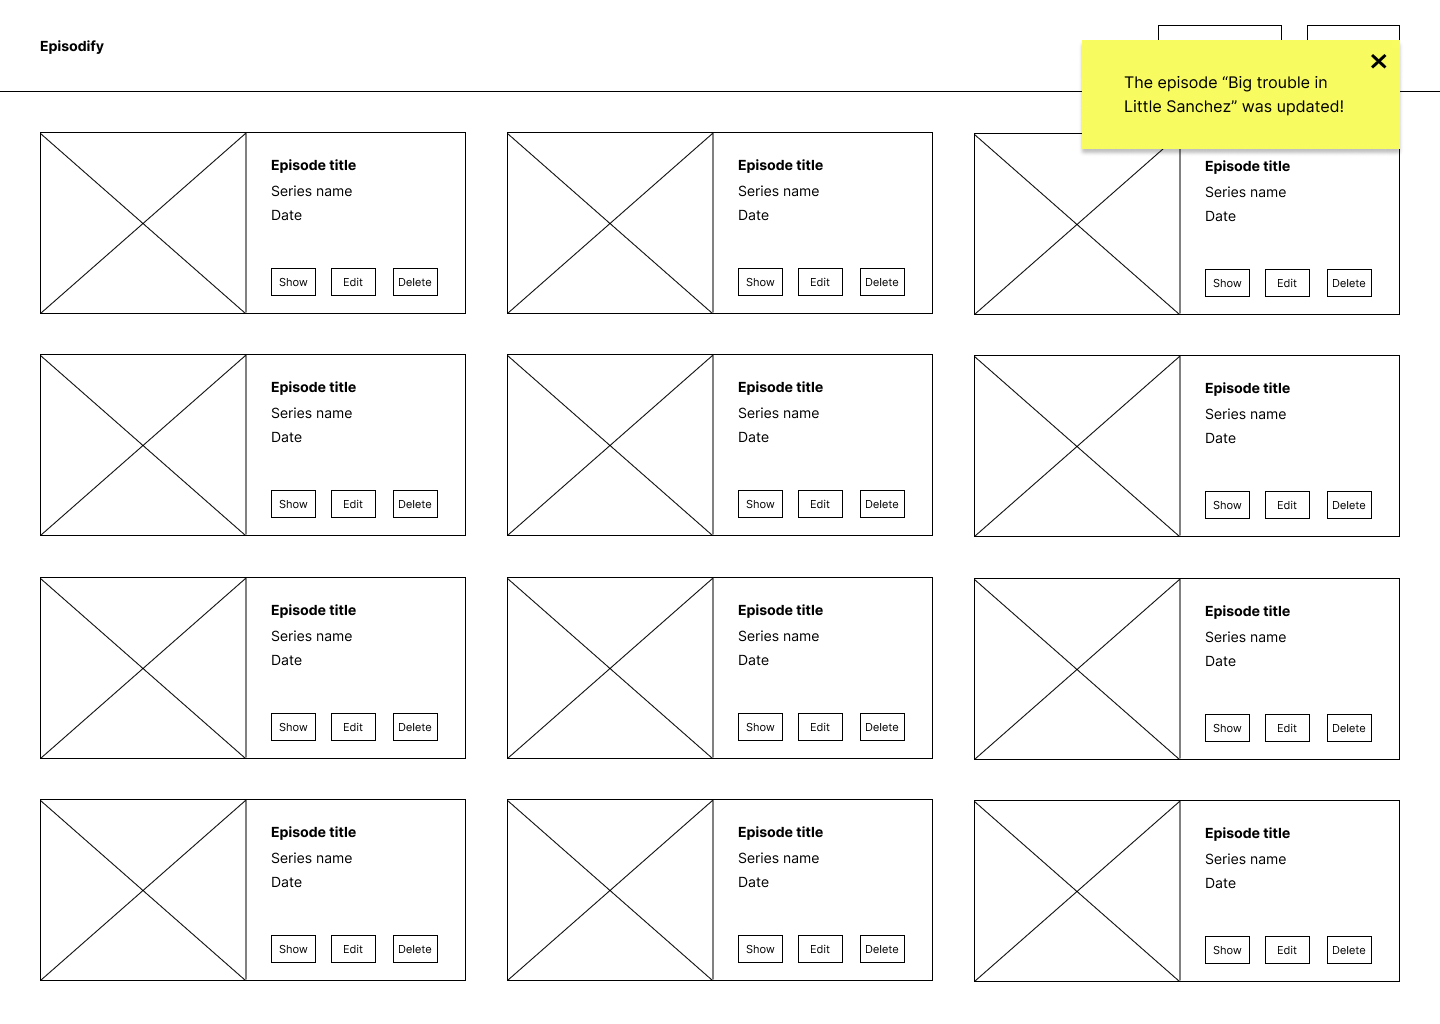 Episodify
The episode “Big trouble in
Little Sanchez” was updated!
Episode title
Series name
Date
Show Edit Delete
Episode title
Series name
Date
Show Edit Delete
Episode title
Series name
Date
Show Edit Delete
Episode title
Series name
Date
Show Edit Delete
Episode title
Series name
Date
Show Edit Delete
Episode title
Series name
Date
Show Edit Delete
Episode title
Series name
Date
Show Edit Delete
Episode title
Series name
Date
Show Edit Delete
Episode title
Series name
Date
Show Edit Delete
Episode title
Series name
Date
Show Edit Delete
Episode title
Series name
Date
Show Edit Delete
Episode title
Series name
Date
Show Edit Delete